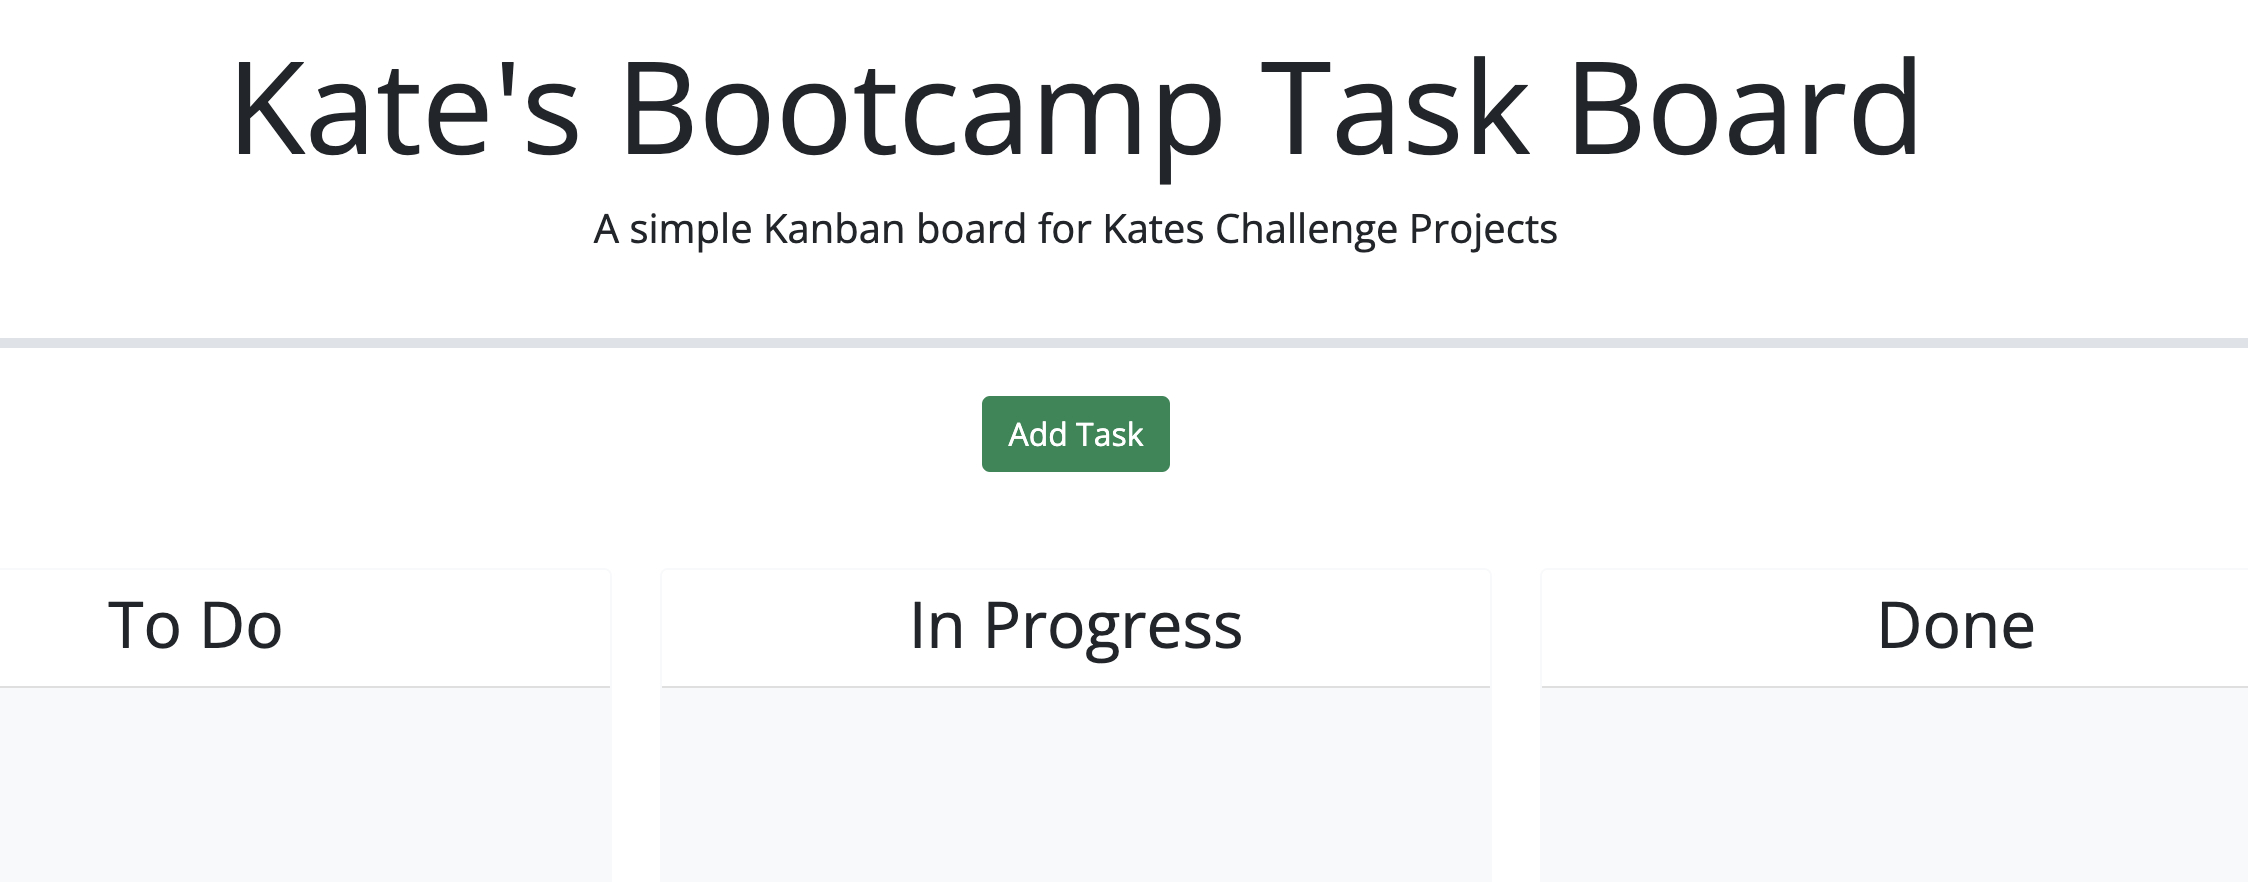 Kate's Bootcamp Task Board
A simple Kanban board for Kates Challenge Projects
Add Task
To Do
In Progress
Done